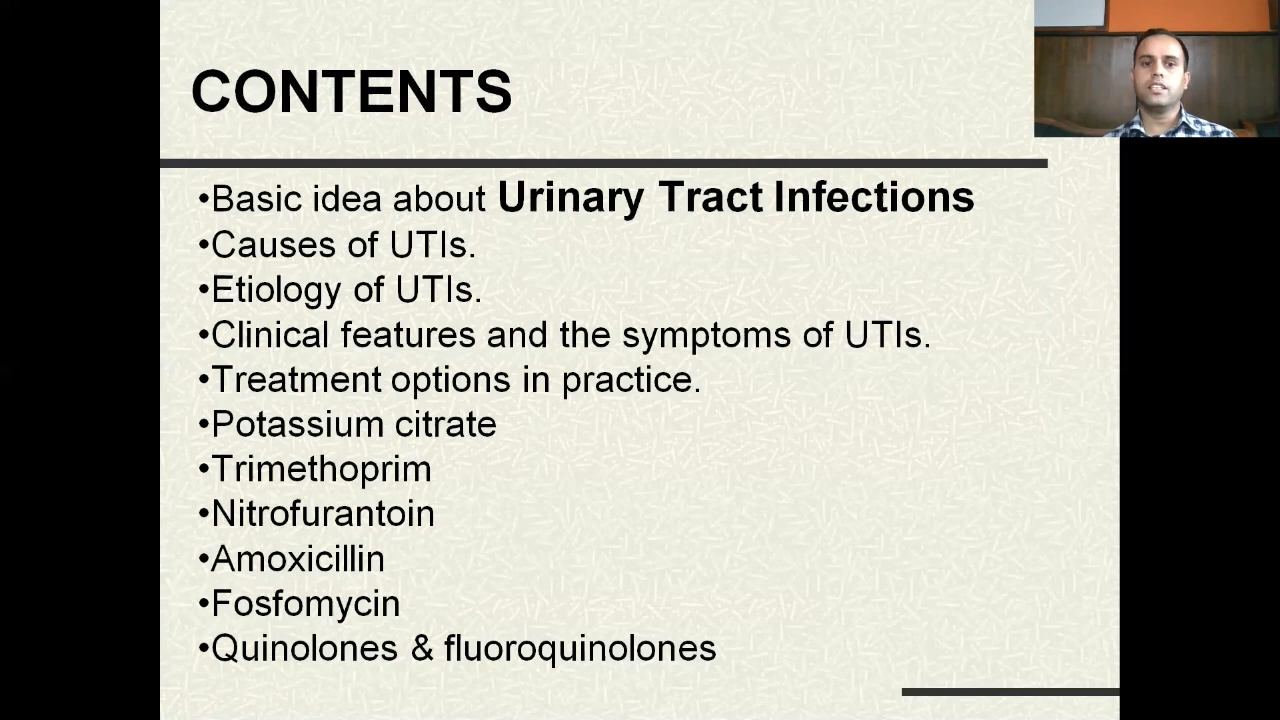 CONTENTS
•Basic idea about Urinary Tract Infections
•Causes of UTIs.
•Etiology of UTIs.
•Clinical features and the symptoms of UTIs.
•Treatment options in practice.
•Potassium citrate
•Trimethoprim
•Nitrofurantoin
•Amoxicillin
•Fosfomycin
•Quinolones & fluoroquinolones